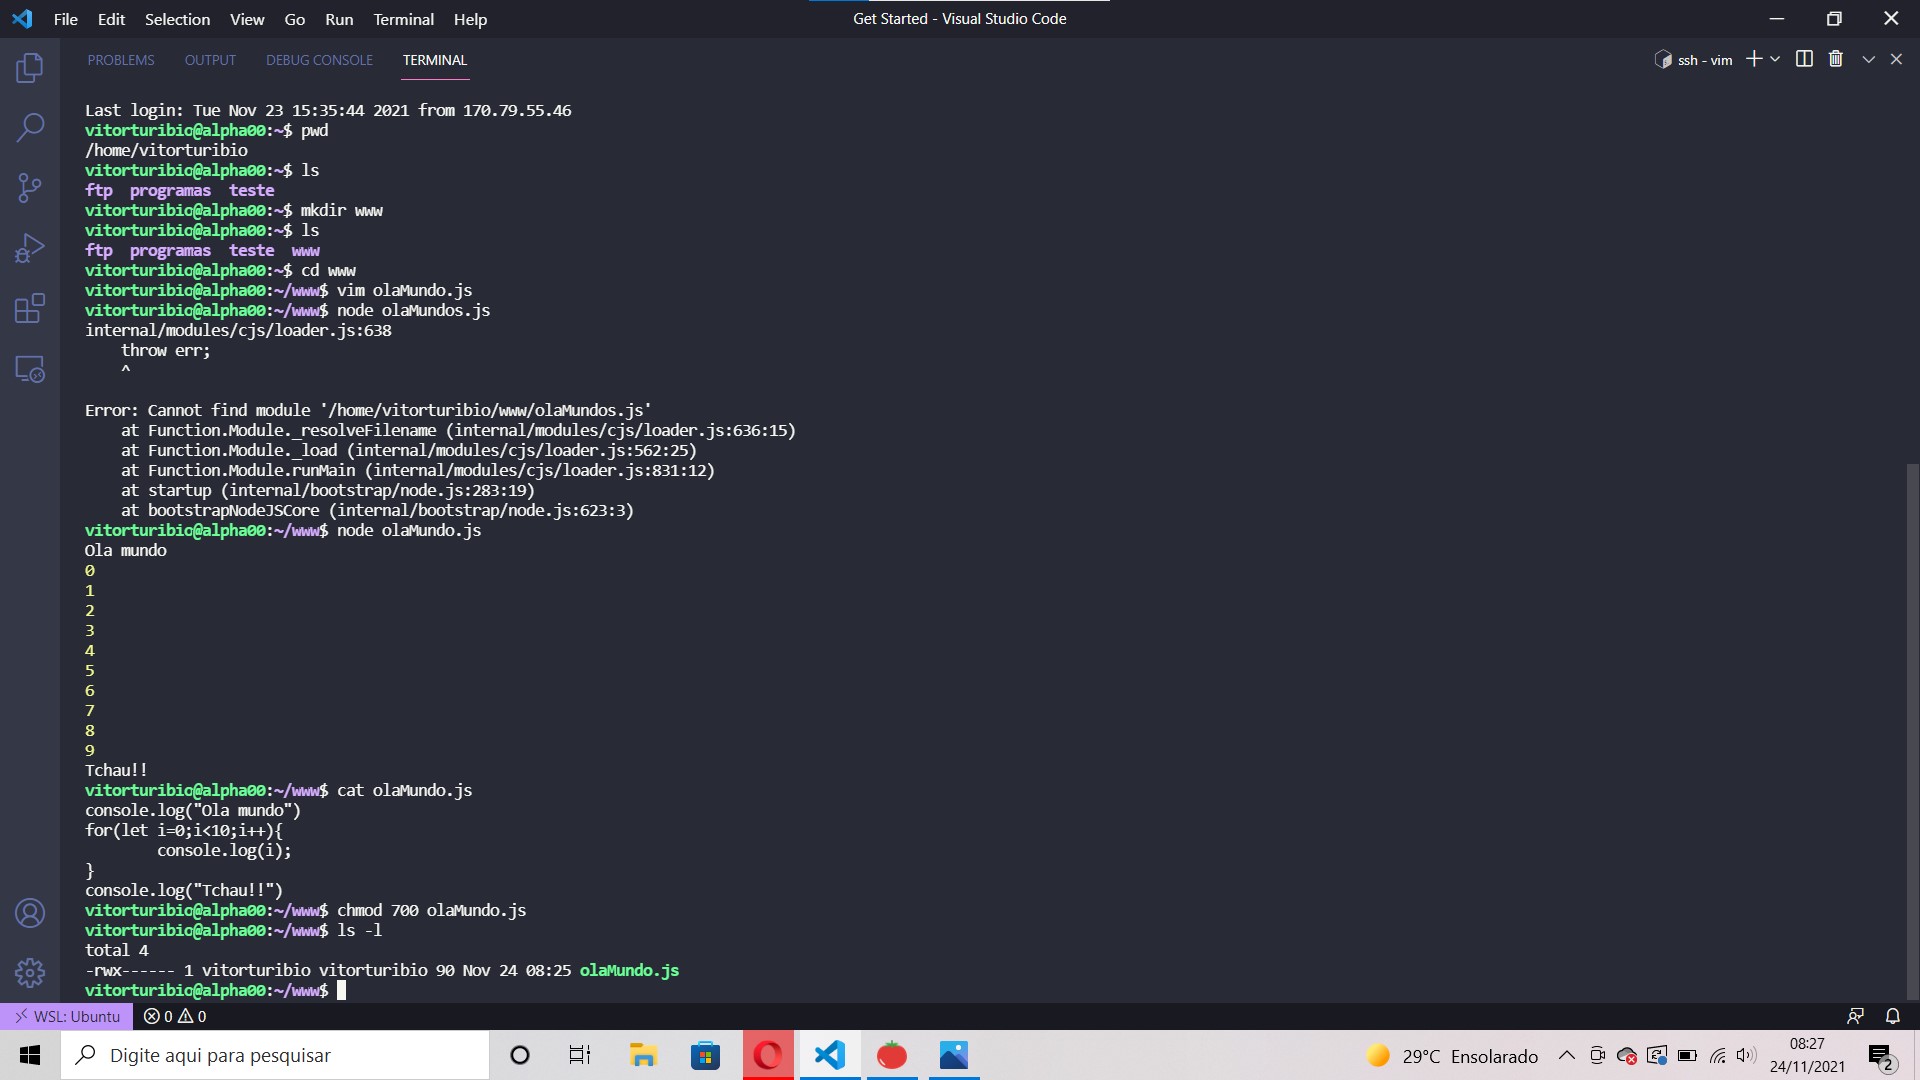 File Edit Selection View Go Run Terminal Help
Get Started - Visual Studio Code
PROBLEMS OUTPUT DEBUG CONSOLE TERMINAL
ssh - vim
Last login: Tue Nov 23 15:35:44 2021 from 170.79.55.46
vitorturibio@alpha00:~$ pwd
/home/vitorturibio
vitorturibio@alpha00:~$ ls
ftp programas teste
vitorturibio@alpha00:~$ mkdir www
vitorturibio@alpha00:~$ ls
ftp programas teste www
vitorturibio@alpha00:~$ cd www
vitorturibio@alpha00:~/www$ vim olaMundo.js
vitorturibio@alpha00:~/www$ node olaMundos.js
internal/modules/cjs/loader.js:638
    throw err;
    ^
Error: Cannot find module '/home/vitorturibio/www/olaMundos.js'
    at Function.Module._resolveFilename (internal/modules/cjs/loader.js:636:15)
    at Function.Module._load (internal/modules/cjs/loader.js:562:25)
    at Function.Module.runMain (internal/modules/cjs/loader.js:831:12)
    at startup (internal/bootstrap/node.js:283:19)
    at bootstrapNodeJSCore (internal/bootstrap/node.js:623:3)
vitorturibio@alpha00:~/www$ node olaMundo.js
Ola mundo
0
1
2
3
4
5
6
7
8
9
Tchau!!
vitorturibio@alpha00:~/www$ cat olaMundo.js
console.log("Ola mundo")
for(let i=0;i<10;i++){
        console.log(i);
}
console.log("Tchau!!")
vitorturibio@alpha00:~/www$ chmod 700 olaMundo.js
vitorturibio@alpha00:~/www$ ls -l
total 4
-rwx------ 1 vitorturibio vitorturibio 90 Nov 24 08:25 olaMundo.js
vitorturibio@alpha00:~/www$
WSL: Ubuntu 0 0
Digite aqui para pesquisar
29°C Ensolarado
08:27
24/11/2021
2